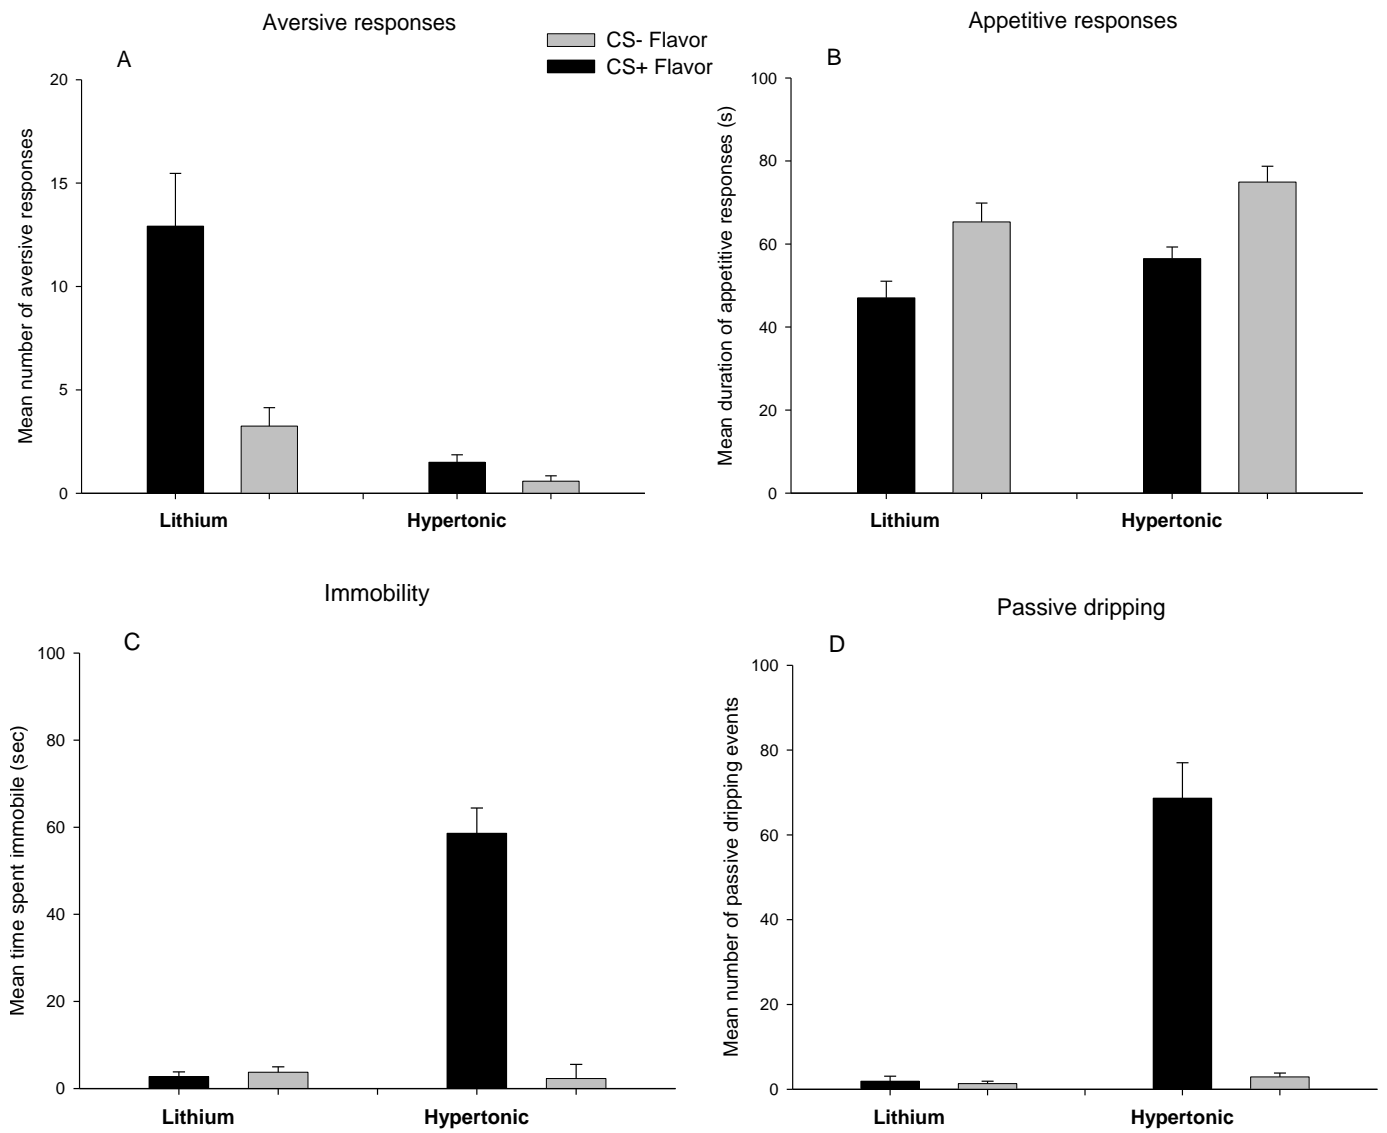 Aversive responses
CS- Flavor
CS+ Flavor
A
Mean number of aversive responses
20
15
10
5
0
Lithium
Hypertonic
Appetitive responses
B
Mean duration of appetitive responses (s)
100
80
60
40
20
0
Lithium
Hypertonic
Immobility
C
Mean time spent immobile (sec)
100
80
60
40
20
0
Lithium
Hypertonic
Passive dripping
D
Mean number of passive dripping events
100
80
60
40
20
0
Lithium
Hypertonic